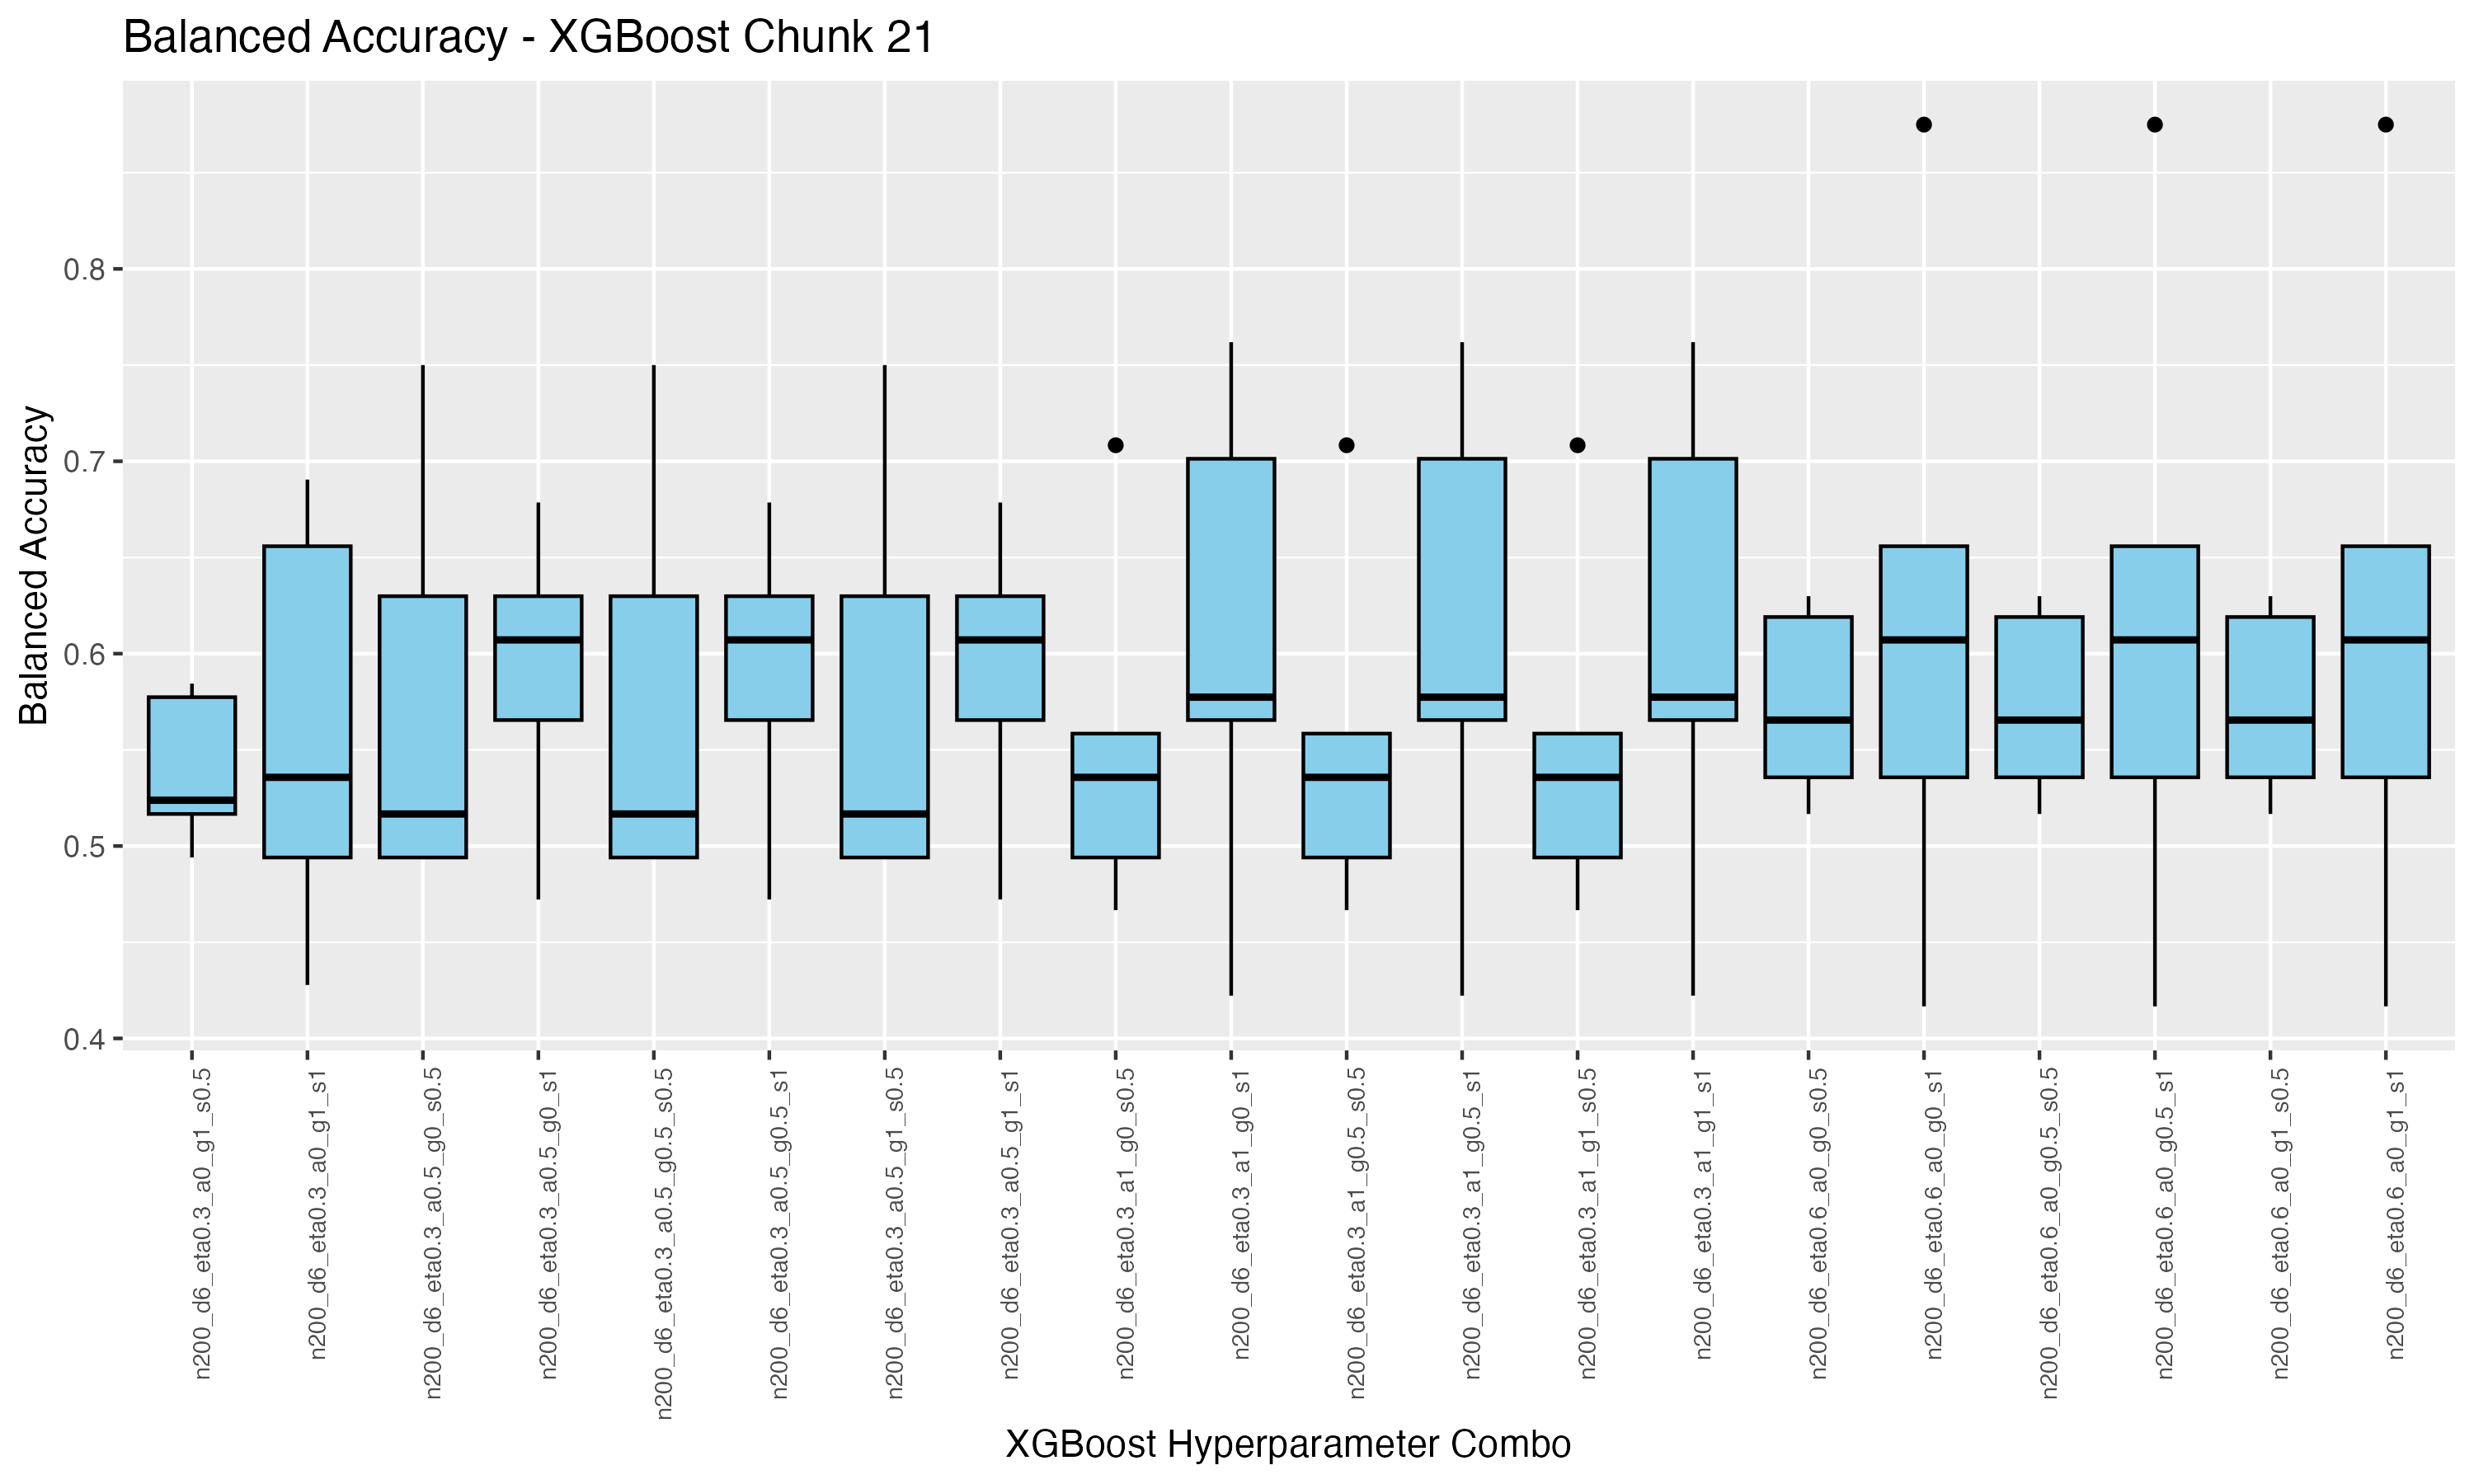 Balanced Accuracy - XGBoost Chunk 21
Balanced Accuracy
0.8
0.7
0.6
0.5
0.4
n200_d6_eta0.3_a0_g1_s0.5
n200_d6_eta0.3_a0_g1_s1
n200_d6_eta0.3_a0.5_g0_s0.5
n200_d6_eta0.3_a0.5_g0_s1
n200_d6_eta0.3_a0.5_g0.5_s0.5
n200_d6_eta0.3_a0.5_g0.5_s1
n200_d6_eta0.3_a0.5_g1_s0.5
n200_d6_eta0.3_a0.5_g1_s1
n200_d6_eta0.3_a1_g0_s0.5
n200_d6_eta0.3_a1_g0_s1
n200_d6_eta0.3_a1_g0.5_s0.5
n200_d6_eta0.3_a1_g0.5_s1
n200_d6_eta0.3_a1_g1_s0.5
n200_d6_eta0.3_a1_g1_s1
n200_d6_eta0.6_a0_g0_s0.5
n200_d6_eta0.6_a0_g0_s1
n200_d6_eta0.6_a0_g0.5_s0.5
n200_d6_eta0.6_a0_g0.5_s1
n200_d6_eta0.6_a0_g1_s0.5
n200_d6_eta0.6_a0_g1_s1
XGBoost Hyperparameter Combo